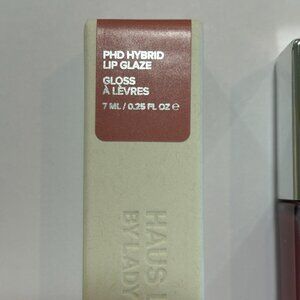 PHD HYBRID
LIP GLAZE
GLOSS
À LÈVRES
7 ML / 0.25 FL OZ ℮
HAUS L
BY LADY